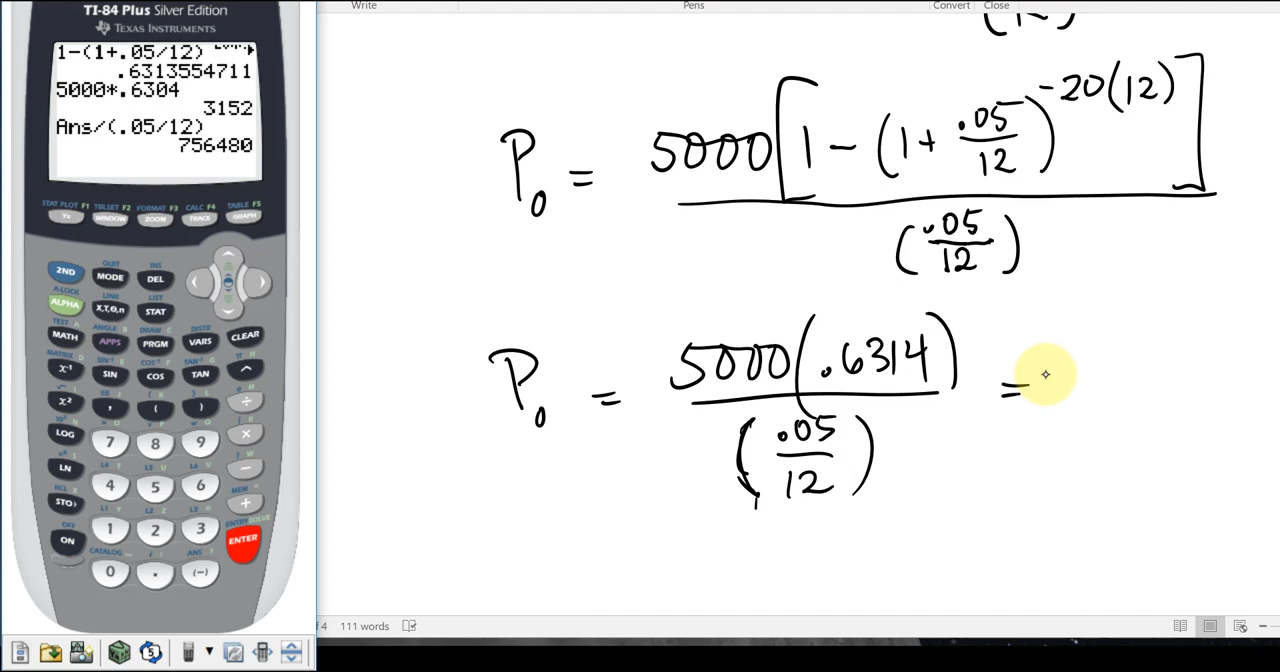 Write Pens Convert Close
TI-84 Plus Silver Edition
TEXAS INSTRUMENTS
1-(1+.05/12)
.6313554711
5000*.6304
3152
Ans/(.05/12)
756480
STAT PLOT F1 TBLSET F2 FORMAT F3 CALC F4 TABLE F5
Y= WINDOW ZOOM TRACE GRAPH
QUIT INS
2ND MODE DEL
A-LOCK LINK LIST
ALPHA X,T,Θ,n STAT
TEST A ANGLE B DRAW C DISTR
MATH APPS PRGM VARS CLEAR
MATRIX D SIN⁻¹ E COS⁻¹ F TAN⁻¹ G π H
x⁻¹ SIN COS TAN ^
x² , ( ) ÷
LOG 7 8 9 ×
LN 4 5 6 −
STO› 1 2 3 +
OFF CATALOG i ANS ? ENTRY SOLVE
ON 0 . (−) ENTER
(12)
P₀ = 5000[1 − (1 + .05/12)^−20(12)]
(.05/12)
P₀ = 5000(.6314) =
(.05/12)
of 4 111 words